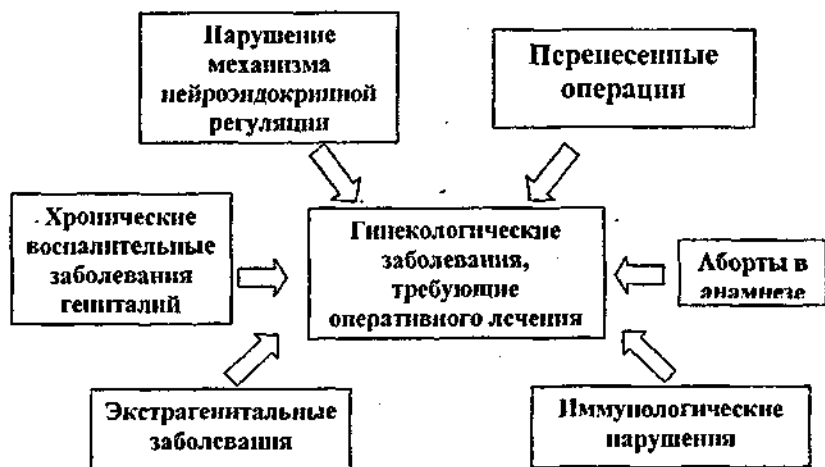 Нарушение
механизма
нейроэндокринной
регуляции
Перенесенные
операции
Хронические
воспалительные
заболевания
гениталий
Гинекологические
заболевания,
требующие
оперативного лечения
Аборты в
анамнезе
Экстрагенитальные
заболевания
Иммунологические
нарушения